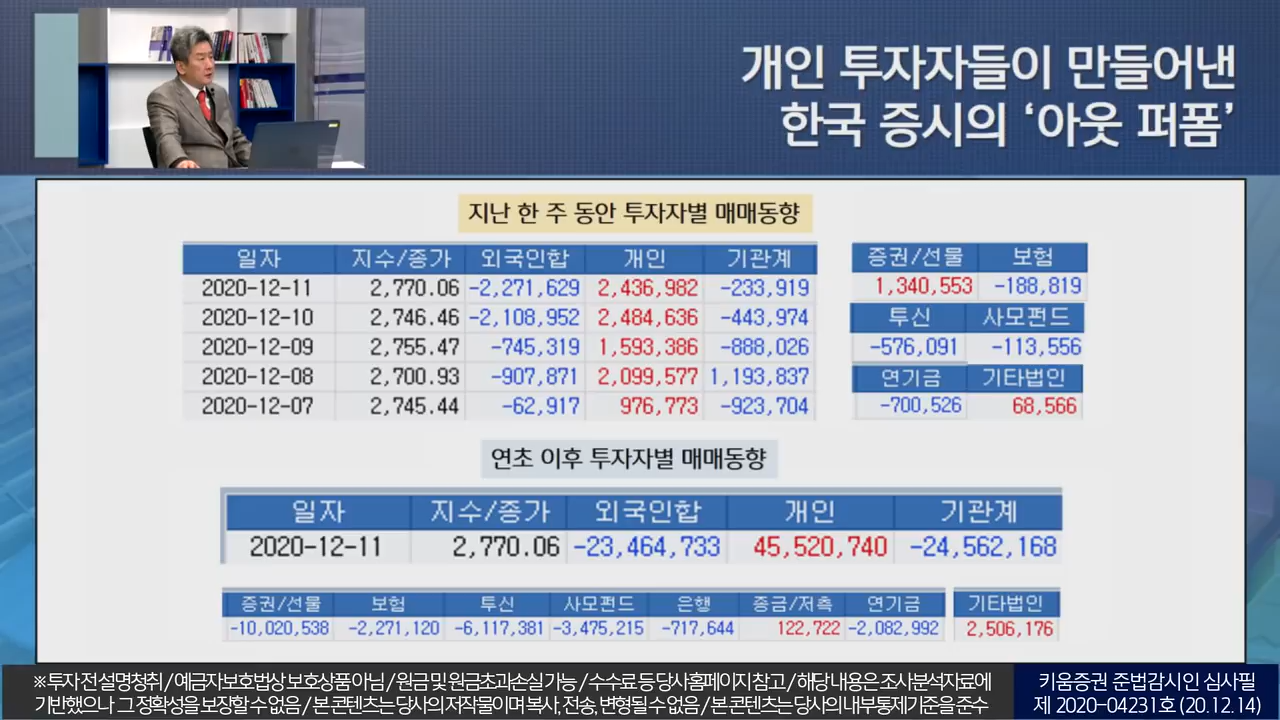 개인 투자자들이 만들어낸
한국 증시의 ‘아웃 퍼폼’
지난 한 주 동안 투자자별 매매동향
일자 지수/종가 외국인합 개인 기관계
2020-12-11 2,770.06 -2,271,629 2,436,982 -233,919
2020-12-10 2,746.46 -2,108,952 2,484,636 -443,974
2020-12-09 2,755.47 -745,319 1,593,386 -888,026
2020-12-08 2,700.93 -907,871 2,099,577 1,193,837
2020-12-07 2,745.44 -62,917 976,773 -923,704
증권/선물 보험
1,340,553 -188,819
투신 사모펀드
-576,091 -113,556
연기금 기타법인
-700,526 68,566
연초 이후 투자자별 매매동향
일자 지수/종가 외국인합 개인 기관계
2020-12-11 2,770.06 -23,464,733 45,520,740 -24,562,168
증권/선물 보험 투신 사모펀드 은행 종금/저축 연기금 기타법인
-10,020,538 -2,271,120 -6,117,381 -3,475,215 -717,644 122,722 -2,082,992 2,506,176
※ 투자 전 설명청취 / 예금자보호법상 보호상품 아님 / 원금 및 원금초과손실 가능 / 수수료 등 당사홈페이지 참고 / 해당 내용은 조사분석자료에
기반했으나 그 정확성을 보장할 수 없음 / 본 콘텐츠는 당사의 저작물이며 복사, 전송, 변형될 수 없음 / 본 콘텐츠는 당사의 내부통제기준을 준수
키움증권 준법감시인 심사필
제 2020-04231호 (20.12.14)